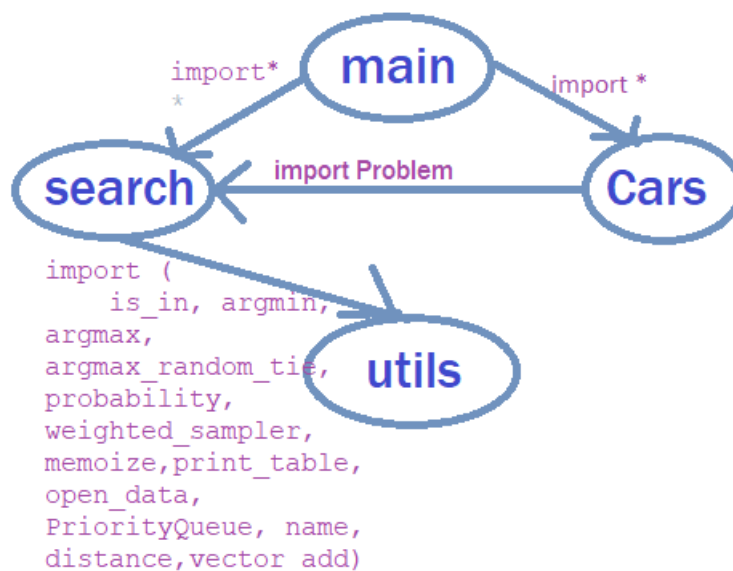 main
import*
*
import *
search
import Problem
Cars
import (
is_in, argmin,
argmax,
argmax_random_tie,
probability,
weighted_sampler,
memoize,print_table,
open_data,
PriorityQueue, name,
distance,vector add)
utils